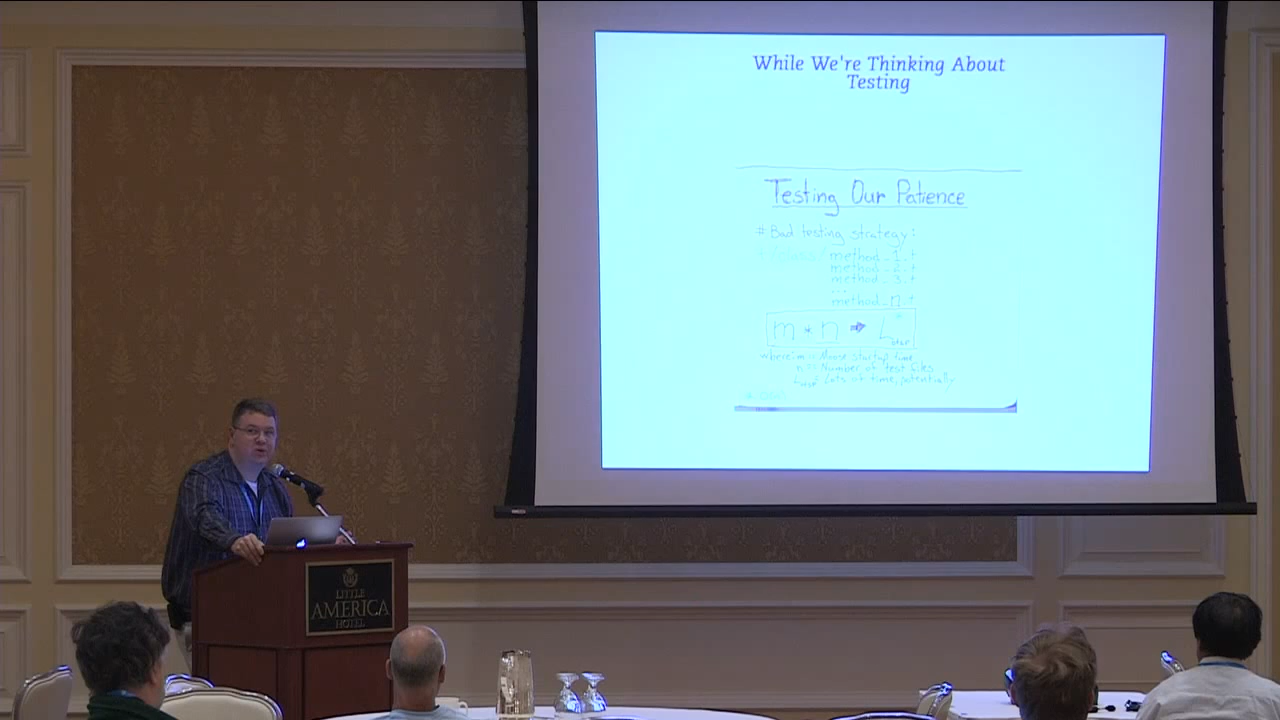 While We're Thinking About
Testing
Testing Our Patience
# Bad testing strategy:
t/class/method_1.t
method_2.t
method_3.t
...
method_n.t
m * n
where: m = Moose startup time
n = Number of test files
Lots of time, potentially
LITTLE
AMERICA
HOTEL